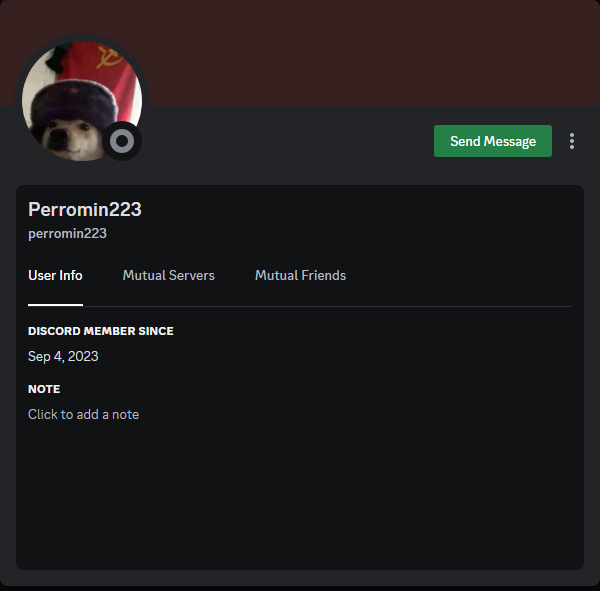 Send Message
Perromin223
perromin223
User Info Mutual Servers Mutual Friends
DISCORD MEMBER SINCE
Sep 4, 2023
NOTE
Click to add a note